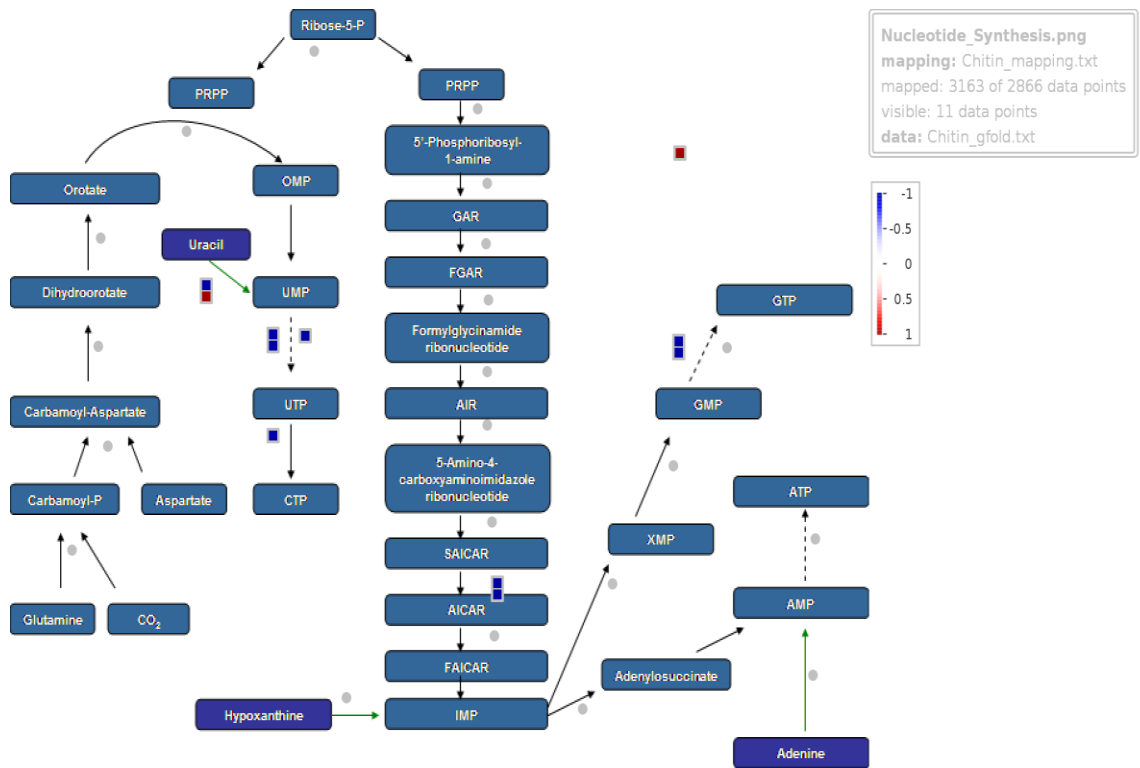 Ribose-5-P
PRPP
PRPP
5'-Phosphoribosyl-
1-amine
Orotate
OMP
GAR
Uracil
FGAR
Dihydroorotate
UMP
Formylglycinamide
ribonucleotide
Carbamoyl-Aspartate
UTP
AIR
5-Amino-4-
carboxyaminoimidazole
ribonucleotide
Carbamoyl-P
Aspartate
CTP
SAICAR
Glutamine
CO2
AICAR
FAICAR
Hypoxanthine
IMP
GTP
GMP
ATP
XMP
AMP
Adenylosuccinate
Adenine
Nucleotide_Synthesis.png
mapping: Chitin_mapping.txt
mapped: 3163 of 2866 data points
visible: 11 data points
data: Chitin_gfold.txt
-1
-0.5
0
0.5
1